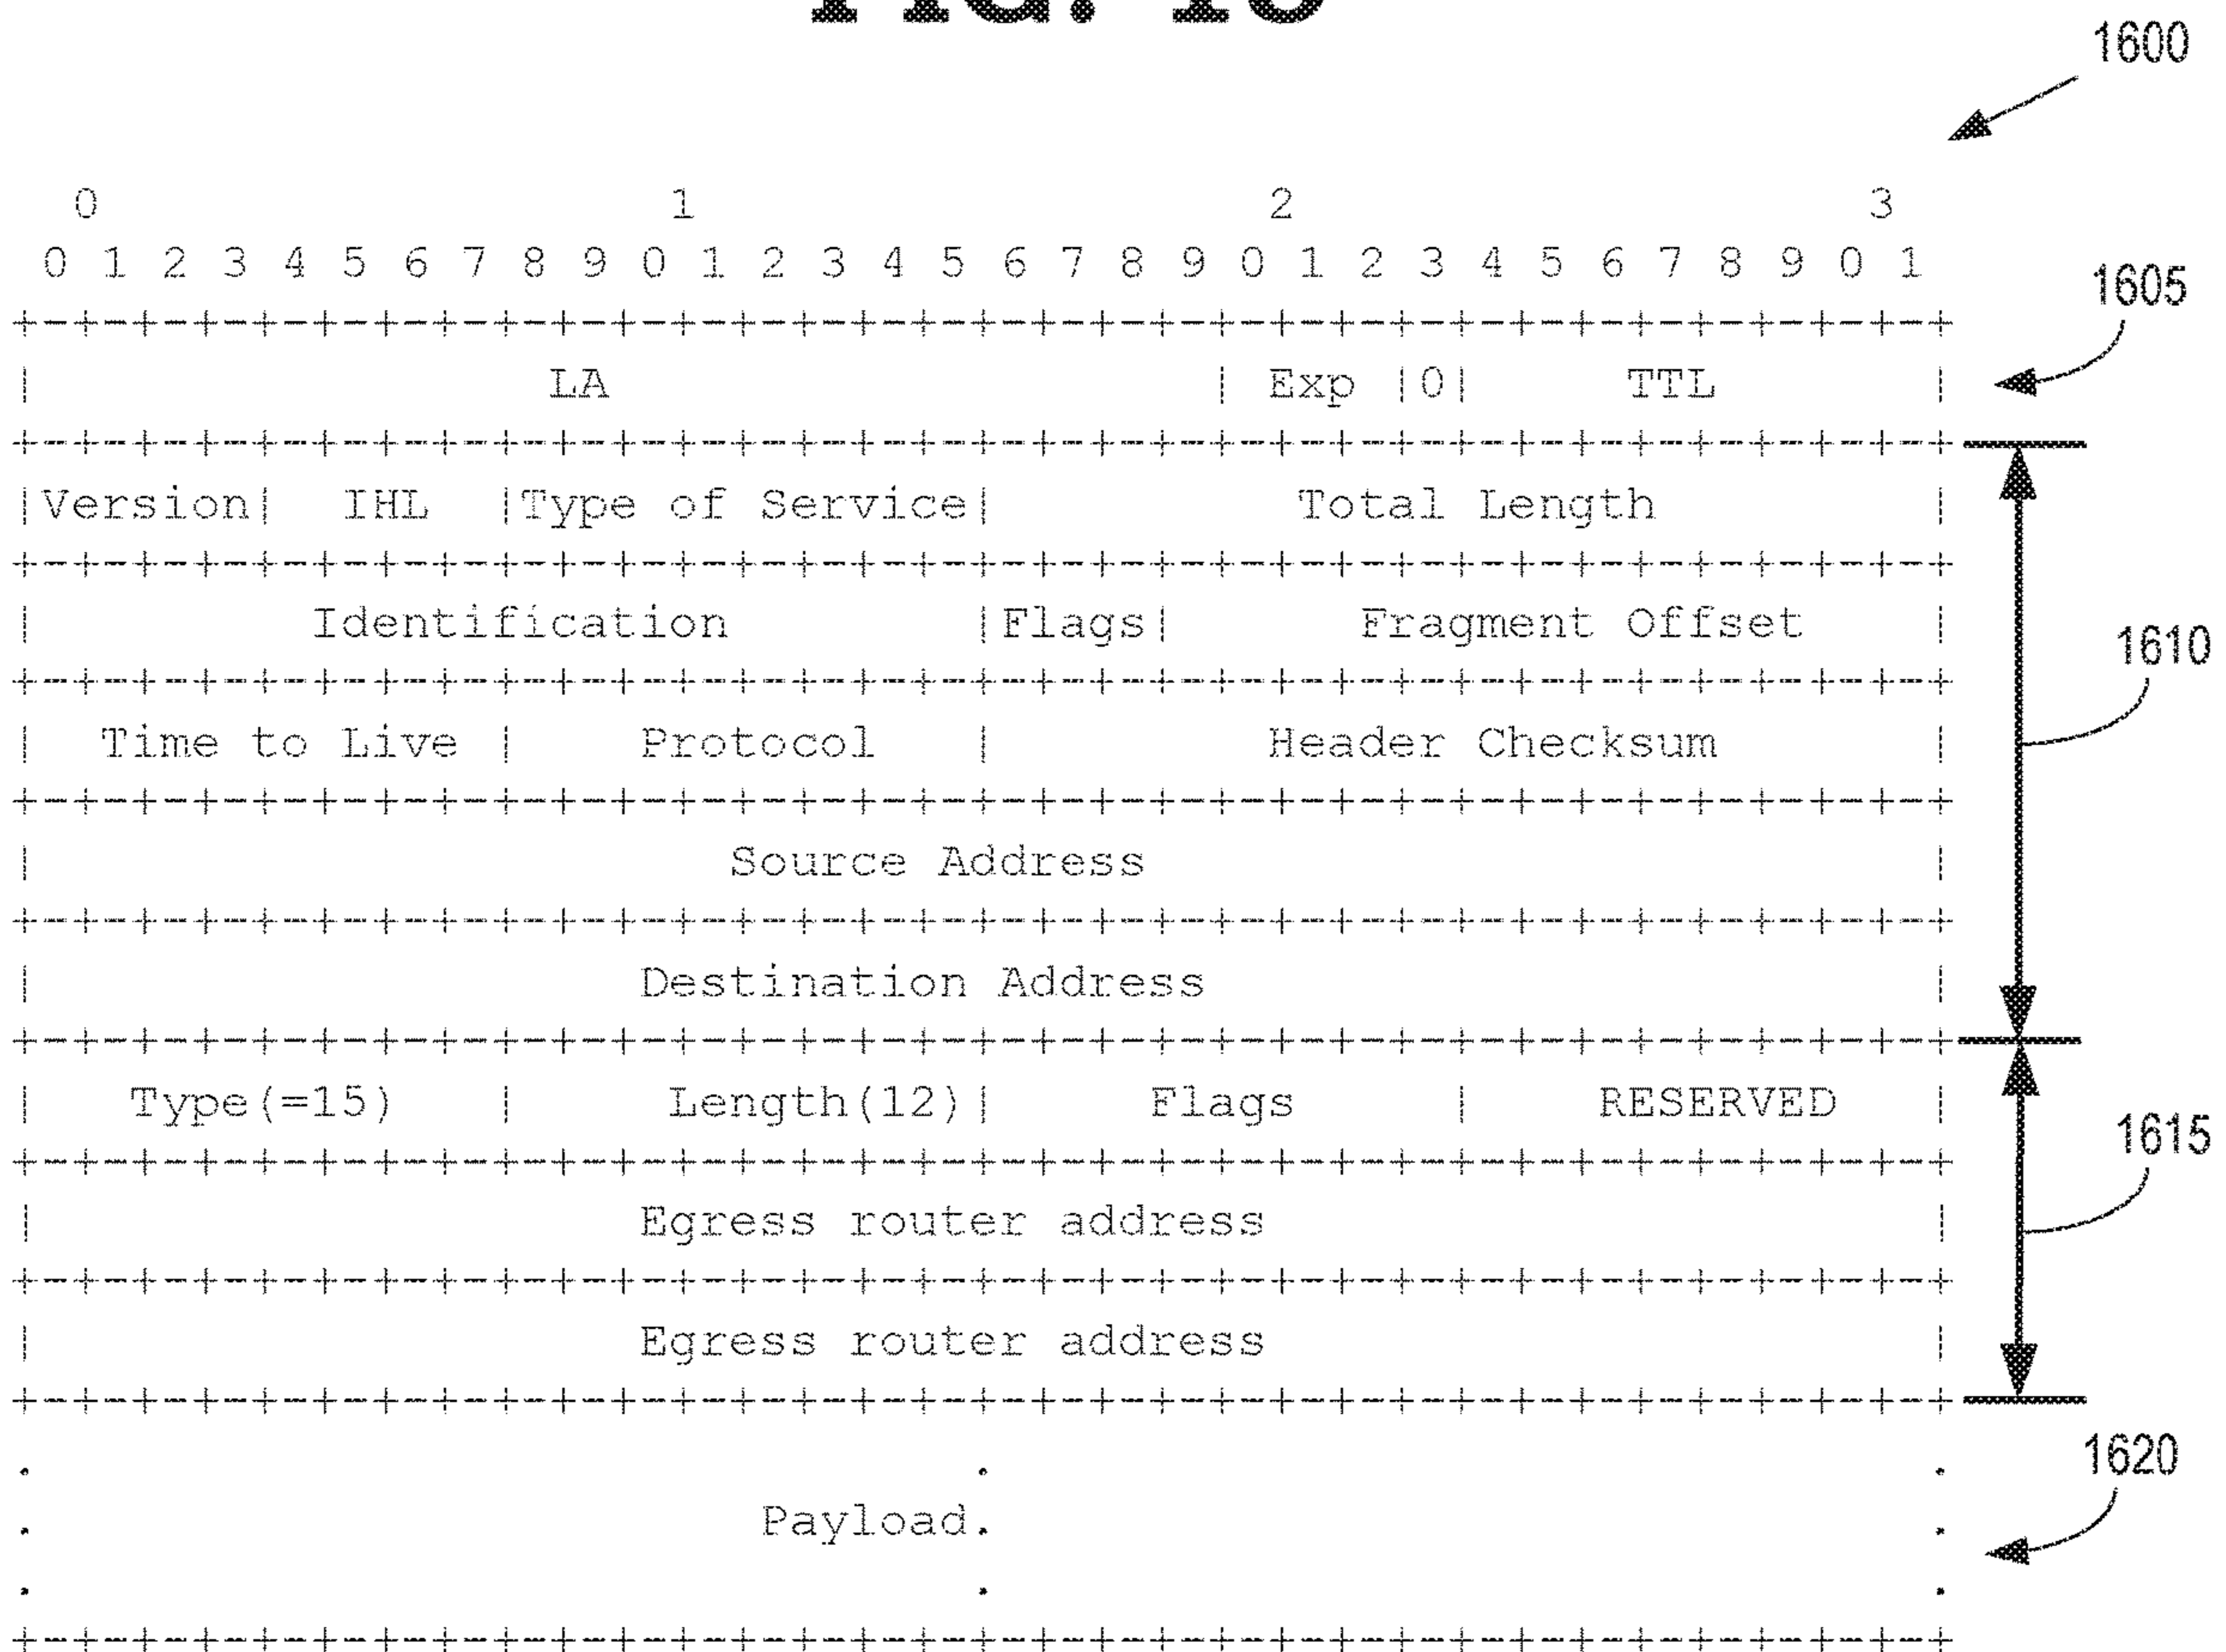 1600
0 1 2 3
0 1 2 3 4 5 6 7 8 9 0 1 2 3 4 5 6 7 8 9 0 1 2 3 4 5 6 7 8 9 0 1
1605
+-+-+-+-+-+-+-+-+-+-+-+-+-+-+-+-+-+-+-+-+-+-+-+-+-+-+-+-+-+-+-+-+
| LA | Exp |0| TTL |
+-+-+-+-+-+-+-+-+-+-+-+-+-+-+-+-+-+-+-+-+-+-+-+-+-+-+-+-+-+-+-+-+
|Version| IHL |Type of Service| Total Length |
+-+-+-+-+-+-+-+-+-+-+-+-+-+-+-+-+-+-+-+-+-+-+-+-+-+-+-+-+-+-+-+-+
| Identification |Flags| Fragment Offset |
1610
+-+-+-+-+-+-+-+-+-+-+-+-+-+-+-+-+-+-+-+-+-+-+-+-+-+-+-+-+-+-+-+-+
| Time to Live | Protocol | Header Checksum |
+-+-+-+-+-+-+-+-+-+-+-+-+-+-+-+-+-+-+-+-+-+-+-+-+-+-+-+-+-+-+-+-+
| Source Address |
+-+-+-+-+-+-+-+-+-+-+-+-+-+-+-+-+-+-+-+-+-+-+-+-+-+-+-+-+-+-+-+-+
| Destination Address |
+-+-+-+-+-+-+-+-+-+-+-+-+-+-+-+-+-+-+-+-+-+-+-+-+-+-+-+-+-+-+-+-+
| Type(=15) | Length(12)| Flags | RESERVED |
1615
+-+-+-+-+-+-+-+-+-+-+-+-+-+-+-+-+-+-+-+-+-+-+-+-+-+-+-+-+-+-+-+-+
| Egress router address |
+-+-+-+-+-+-+-+-+-+-+-+-+-+-+-+-+-+-+-+-+-+-+-+-+-+-+-+-+-+-+-+-+
| Egress router address |
+-+-+-+-+-+-+-+-+-+-+-+-+-+-+-+-+-+-+-+-+-+-+-+-+-+-+-+-+-+-+-+-+
1620
. . .
. Payload. .
. . .
+-+-+-+-+-+-+-+-+-+-+-+-+-+-+-+-+-+-+-+-+-+-+-+-+-+-+-+-+-+-+-+-+